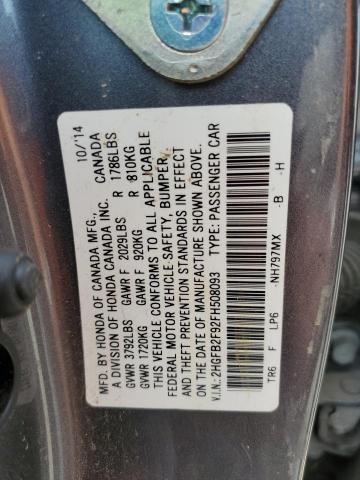 MFD. BY HONDA OF CANADA MFG., 10/'14
A DIVISION OF HONDA CANADA INC. CANADA
GVWR 3792LBS GAWR F 2029LBS R 1786LBS
GVWR 1720KG GAWR F 920KG R 810KG
THIS VEHICLE CONFORMS TO ALL APPLICABLE
FEDERAL MOTOR VEHICLE SAFETY, BUMPER,
AND THEFT PREVENTION STANDARDS IN EFFECT
ON THE DATE OF MANUFACTURE SHOWN ABOVE.
V.I.N.: 2HGFB2F92FH508093 TYPE: PASSENGER CAR
TR6 F LP6 -NH797MX -B -H